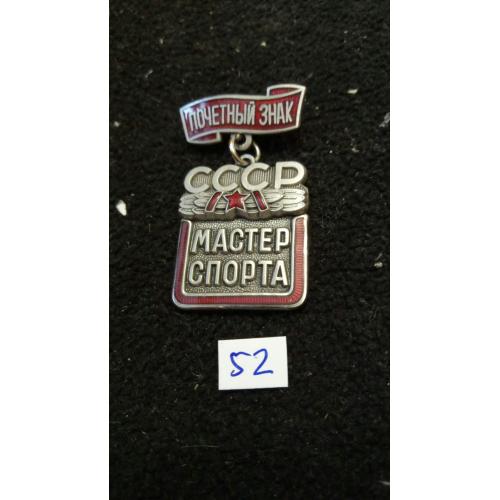 ПОЧЕТНЫЙ ЗНАК
СССР
МАСТЕР
СПОРТА
52